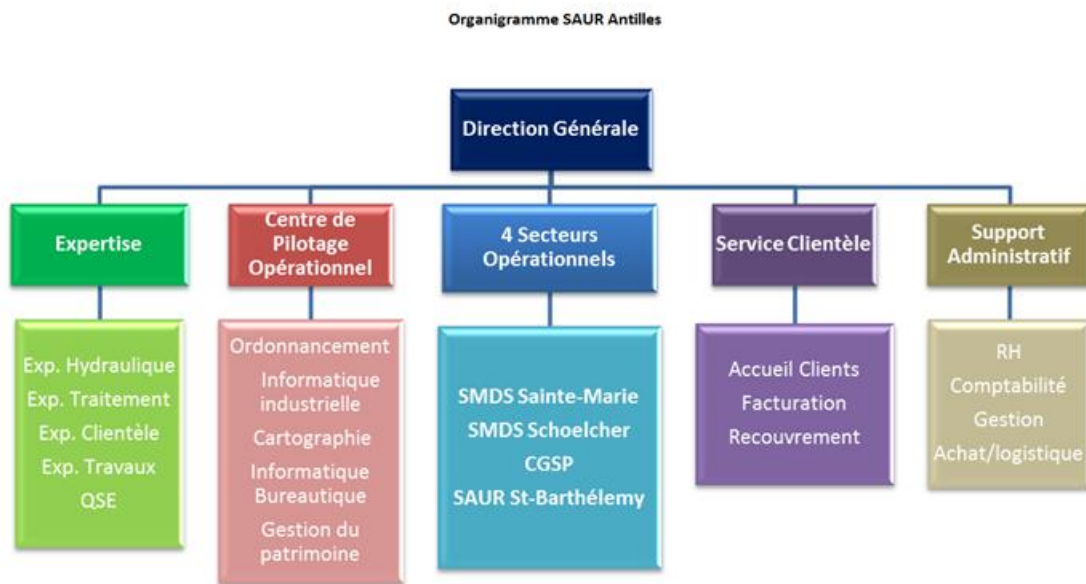 Organigramme SAUR Antilles
Direction Générale
Expertise
Centre de
Pilotage
Opérationnel
4 Secteurs
Opérationnels
Service Clientèle
Support
Administratif
Exp. Hydraulique
Exp. Traitement
Exp. Clientèle
Exp. Travaux
QSE
Ordonnancement
Informatique
industrielle
Cartographie
Informatique
Bureautique
Gestion du
patrimoine
SMDS Sainte-Marie
SMDS Schoelcher
CGSP
SAUR St-Barthélemy
Accueil Clients
Facturation
Recouvrement
RH
Comptabilité
Gestion
Achat/logistique